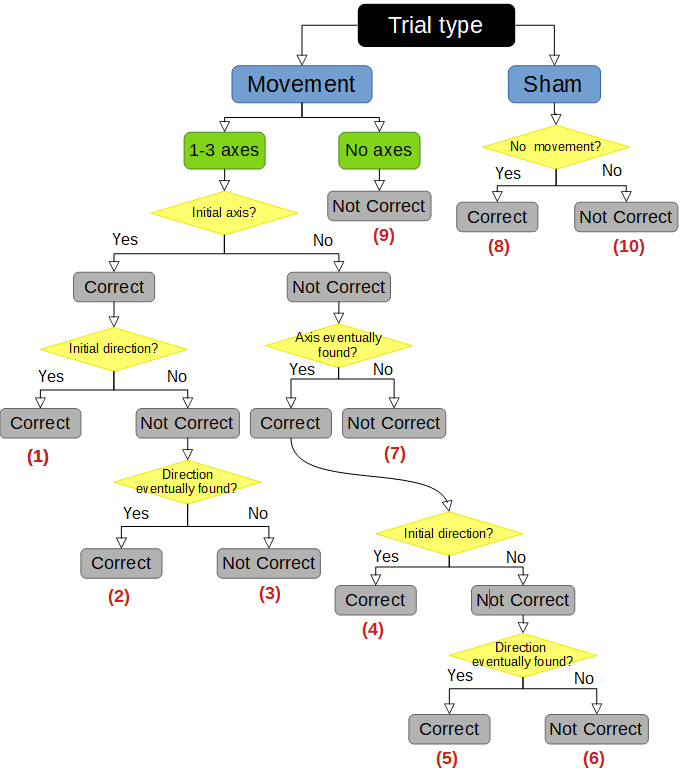 Trial type
Movement
Sham
1-3 axes
No axes
No movement?
Yes
No
Initial axis?
Not Correct
Correct
Not Correct
(9)
(8)
(10)
Yes
No
Correct
Not Correct
Initial direction?
Axis eventually
found?
Yes
No
Yes
No
Correct
Not Correct
Correct
Not Correct
(1)
(7)
Direction
eventually found?
Yes
No
Initial direction?
Yes
No
Correct
Not Correct
(2)
(3)
Correct
Not Correct
(4)
Direction
eventually found?
Yes
No
Correct
Not Correct
(5)
(6)